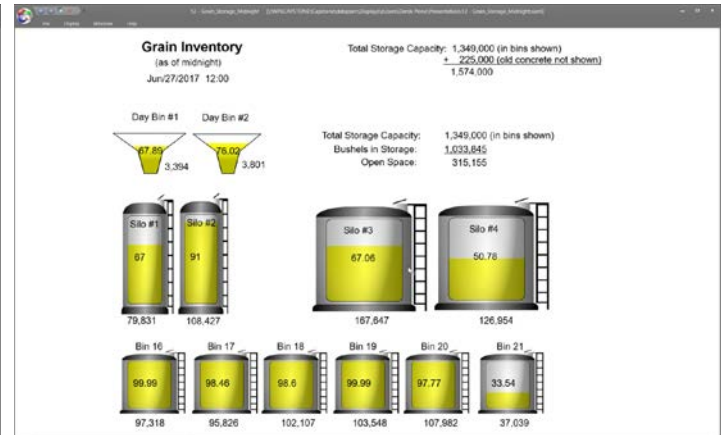 File Display Windows Help
Grain Inventory
(as of midnight)
Jun/27/2017 12:00
Total Storage Capacity: 1,349,000 (in bins shown)
+ 225,000 (old concrete not shown)
1,574,000
Day Bin #1 Day Bin #2
67.89 76.02
3,394 3,801
Total Storage Capacity: 1,349,000 (in bins shown)
Bushels in Storage: 1,033,845
Open Space: 315,155
Silo #1 Silo #2 Silo #3 Silo #4
67 91 67.06 50.78
79,831 108,427 167,647 126,954
Bin 16 Bin 17 Bin 18 Bin 19 Bin 20 Bin 21
99.99 98.46 98.6 99.99 97.77 33.54
97,318 95,826 102,107 103,548 107,982 37,039